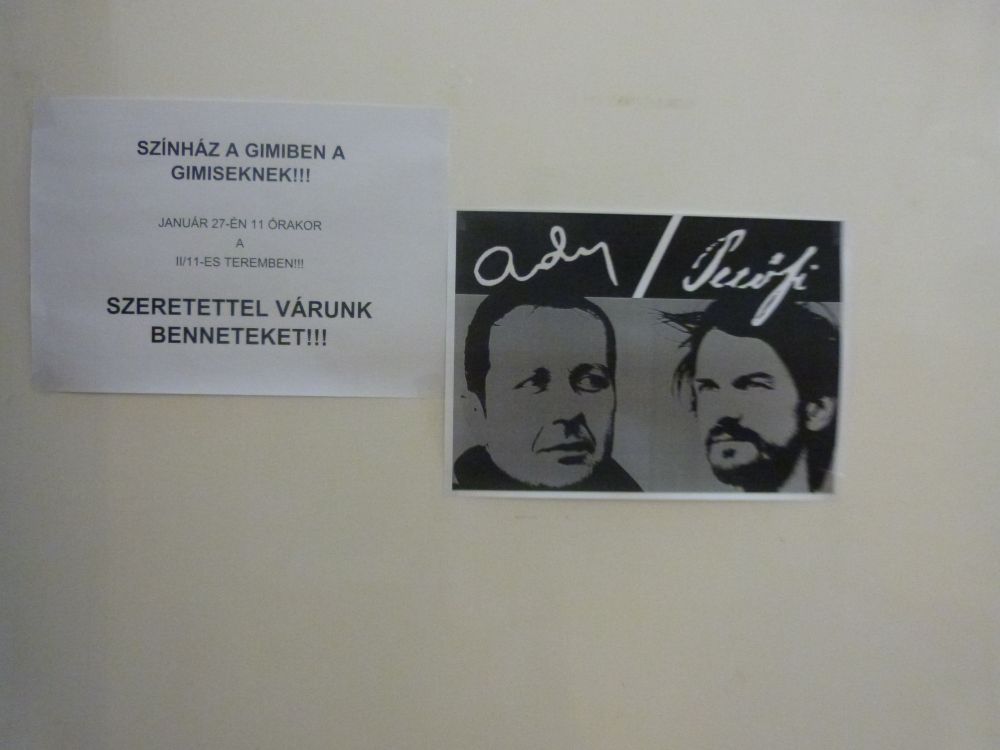 SZÍNHÁZ A GIMIBEN A
GIMISEKNEK!!!
JANUÁR 27-ÉN 11 ÓRAKOR
A
II/11-ES TEREMBEN!!!
SZERETETTEL VÁRUNK
BENNETEKET!!!
ady / Petőfi